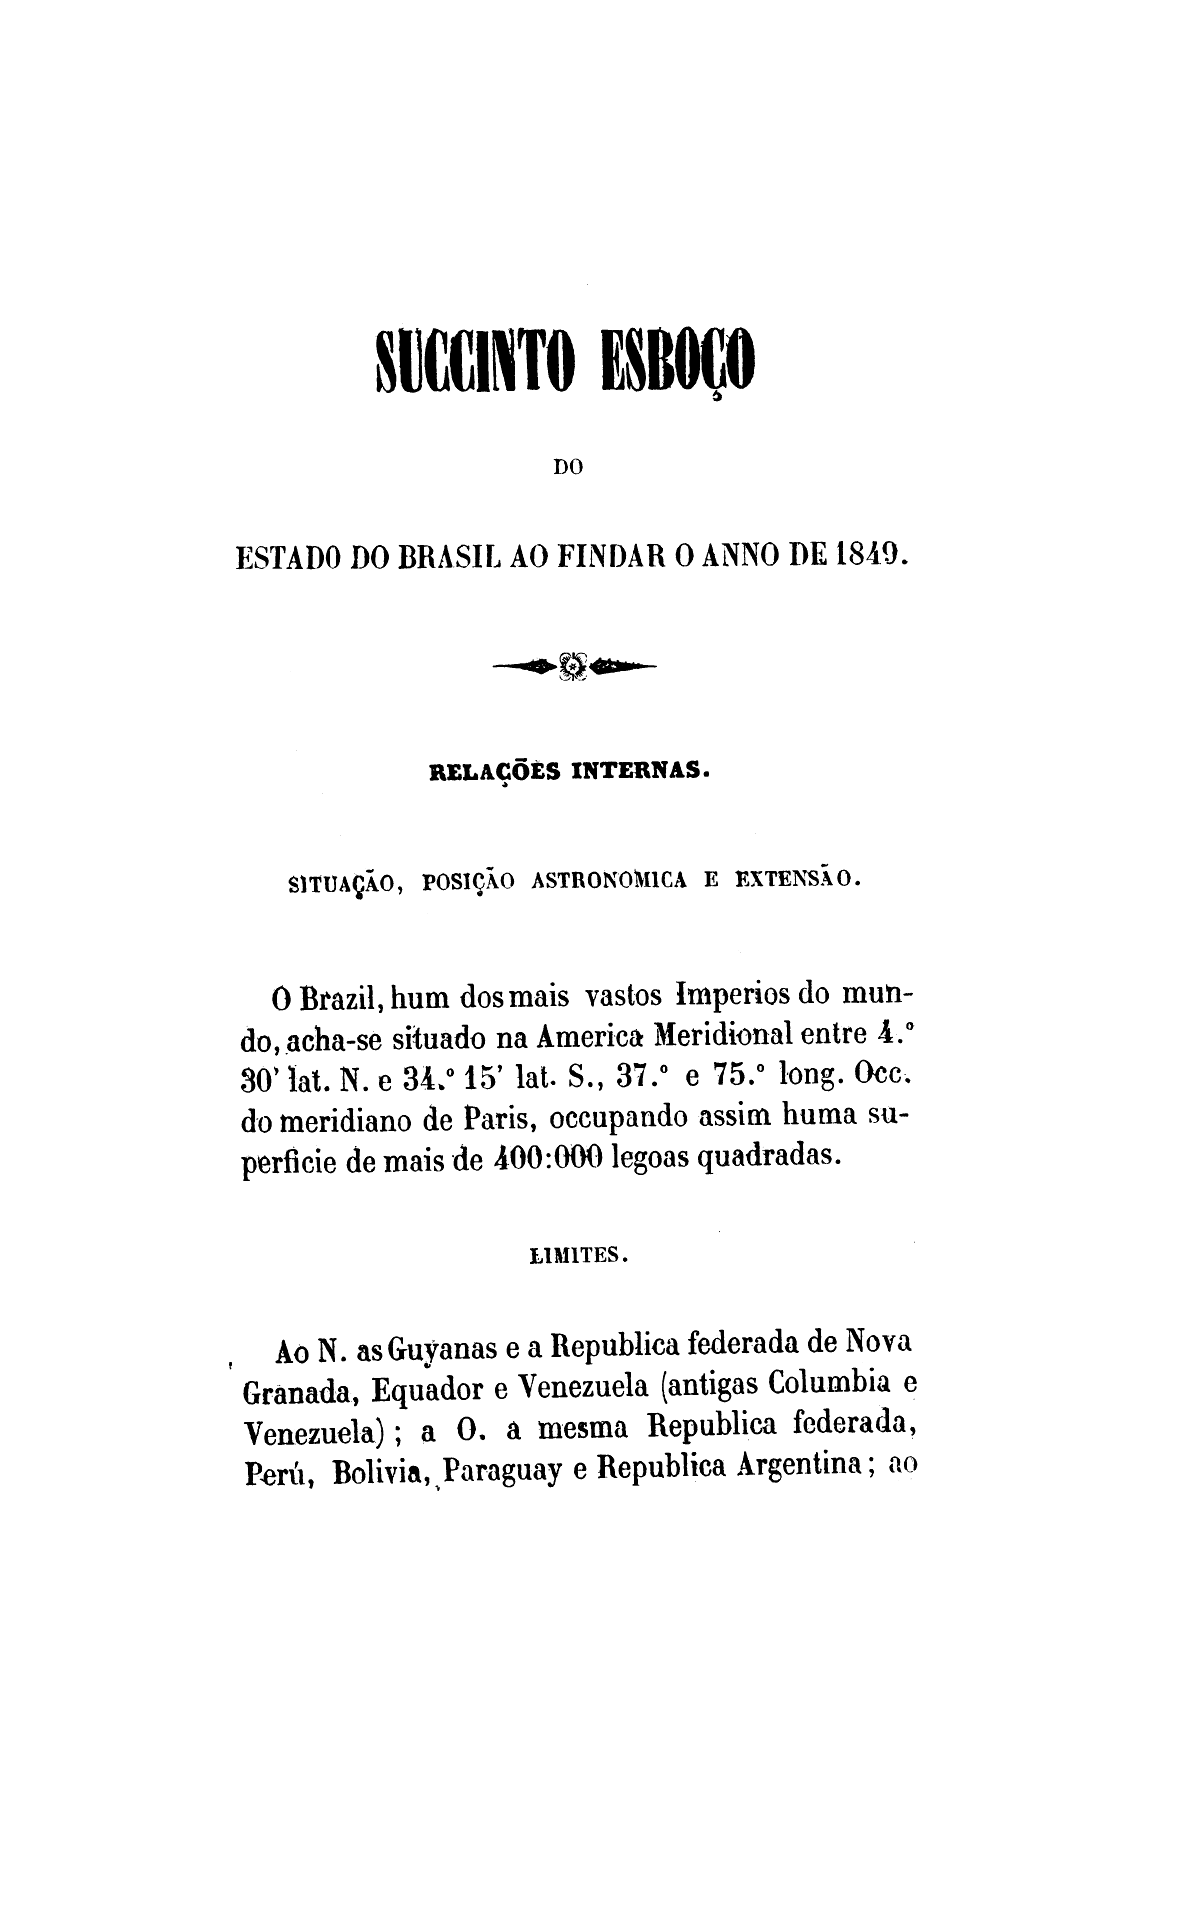 SUCCINTO ESBOÇO
DO
ESTADO DO BRASIL AO FINDAR O ANNO DE 1849.
RELAÇÕES INTERNAS.
SITUAÇÃO, POSIÇÃO ASTRONOMICA E EXTENSÃO.
O Brazil, hum dos mais vastos Imperios do mun-
do, acha-se situado na America Meridional entre 4.º
30' lat. N. e 34.º 15' lat. S., 37.º e 75.º long. Occ.
do meridiano de Paris, occupando assim huma su-
perficie de mais de 400:000 legoas quadradas.
LIMITES.
Ao N. as Guyanas e a Republica federada de Nova
Granada, Equador e Venezuela (antigas Columbia e
Venezuela) ; a O. a mesma Republica federada,
Perú, Bolivia, Paraguay e Republica Argentina ; ao